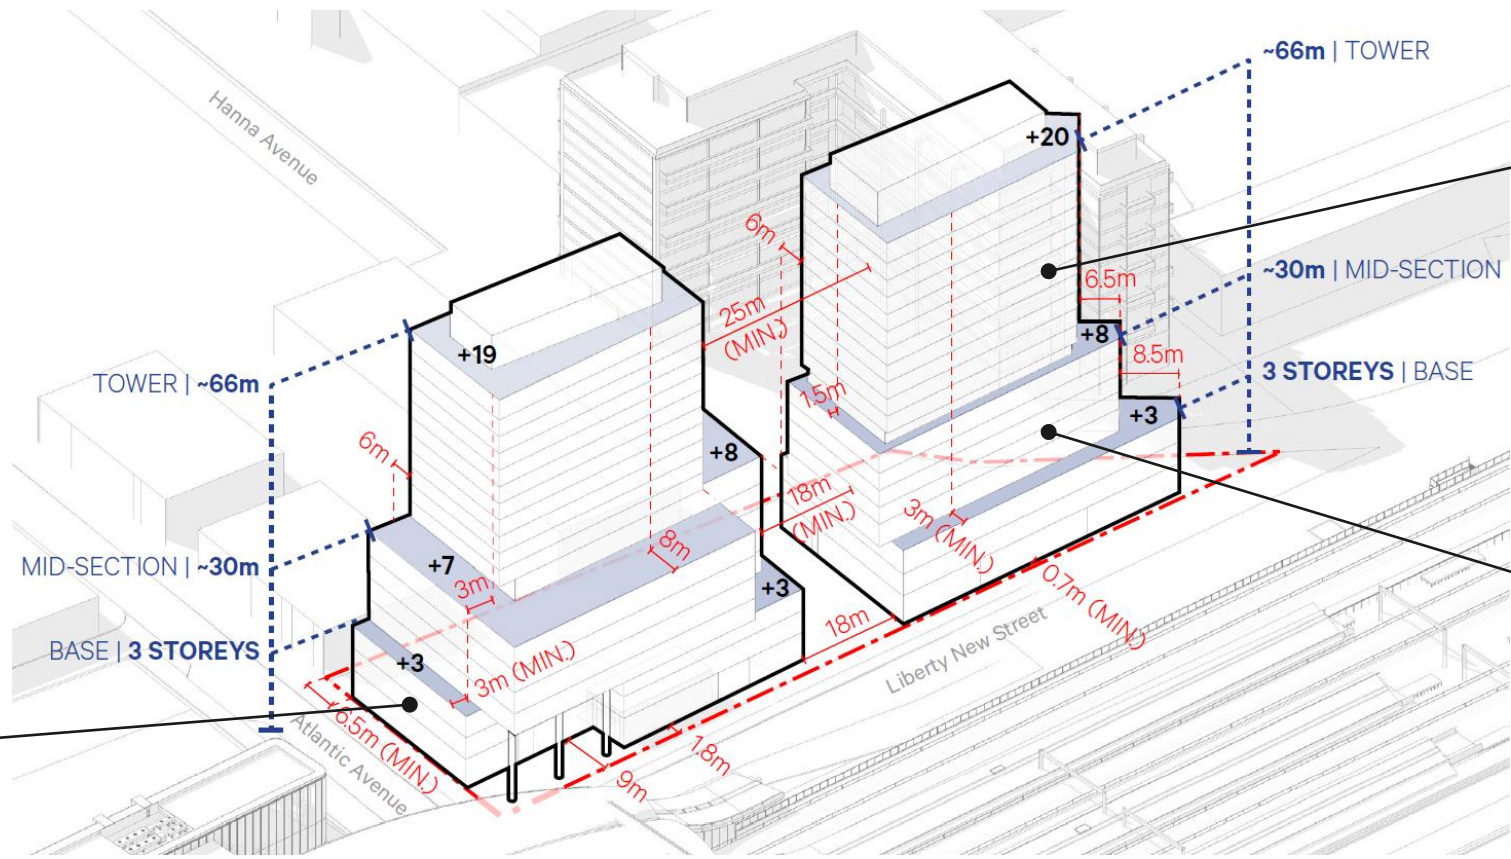 ~66m | TOWER
Hanna Avenue
+20
6m
~30m | MID-SECTION
6.5m
25m
(MIN.)
+8
8.5m
+19
3 STOREYS | BASE
TOWER | ~66m
1.5m
+3
6m
+8
18m
(MIN.)
3m (MIN.)
8m
MID-SECTION | ~30m
+7
3m
+3
0.7m (MIN.)
18m
BASE | 3 STOREYS
+3
3m (MIN.)
Liberty New Street
6.5m (MIN.)
Atlantic Avenue
1.8m
9m